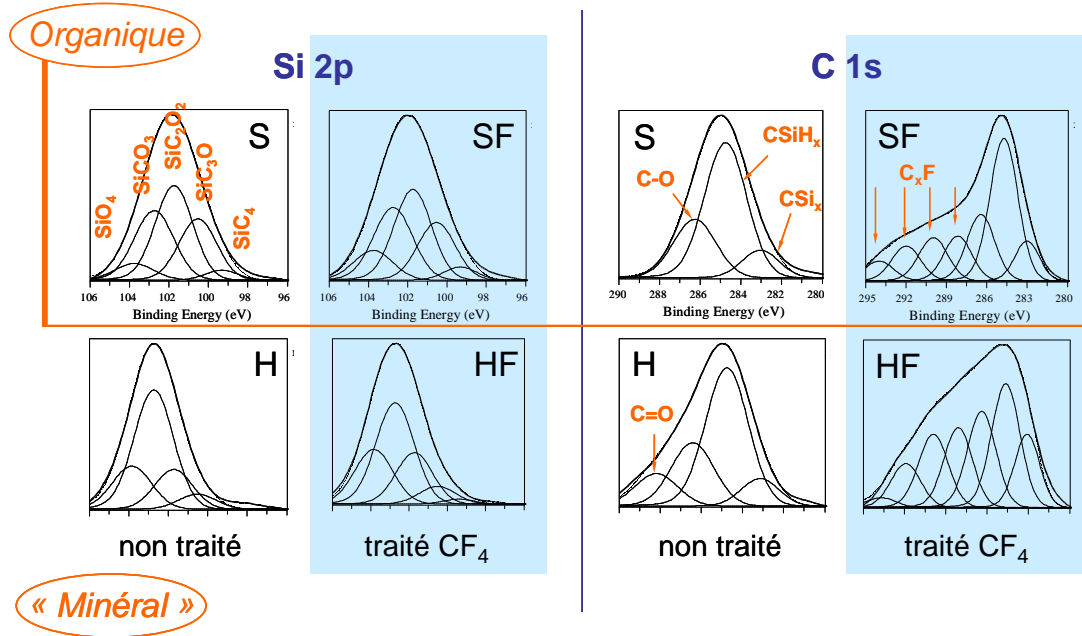 Organique
Si 2p
C 1s
S
SiO4
SiCO3
SiC2O2
SiC3O
SiC4
106 104 102 100 98 96
Binding Energy (eV)
SF
106 104 102 100 98 96
Binding Energy (eV)
S
C-O
CSiHx
CSix
290 288 286 284 282 280
Binding Energy (eV)
SF
CxF
295 292 289 286 283 280
Binding Energy (eV)
H
HF
H
C=O
HF
non traité
traité CF4
non traité
traité CF4
« Minéral »